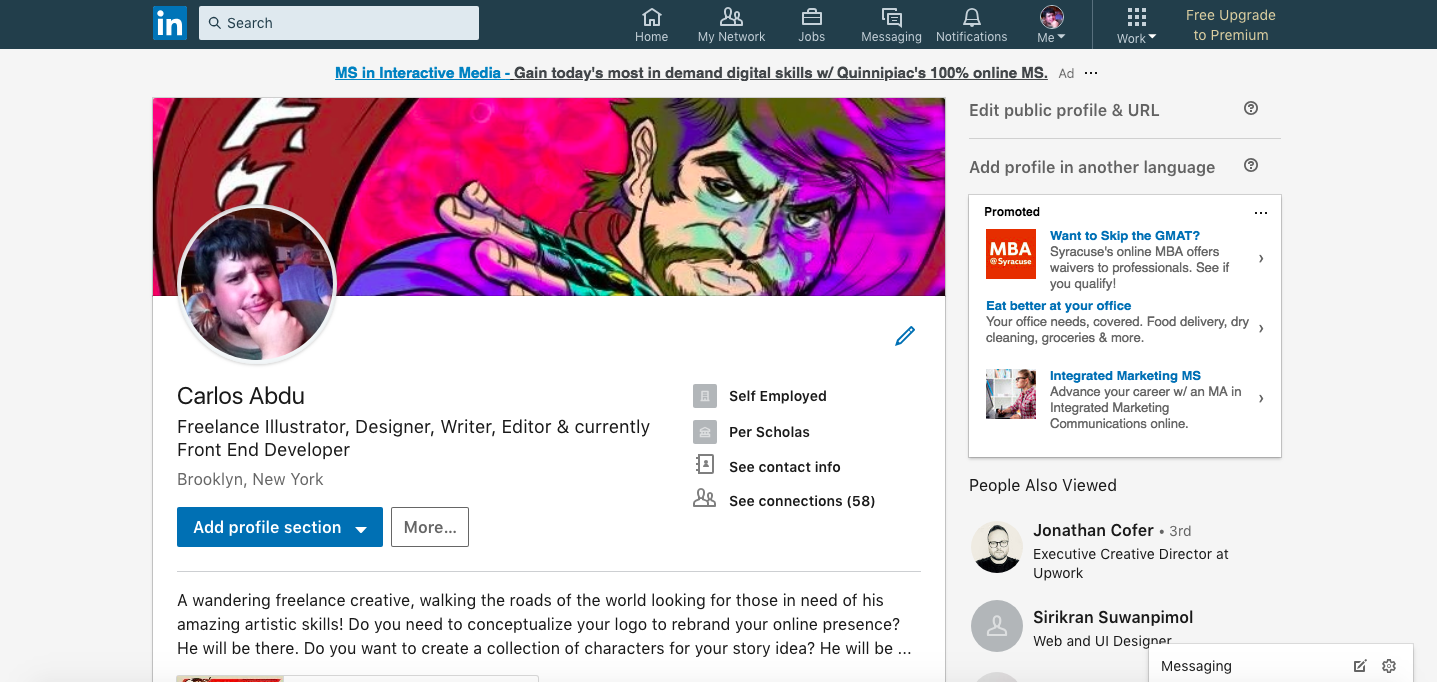 in
Search
Home
My Network
Jobs
Messaging
Notifications
Me
Work
Free Upgrade
to Premium
MS in Interactive Media - Gain today's most in demand digital skills w/ Quinnipiac's 100% online MS.
Ad
Carlos Abdu
Freelance Illustrator, Designer, Writer, Editor & currently
Front End Developer
Brooklyn, New York
Add profile section
More...
Self Employed
Per Scholas
See contact info
See connections (58)
A wandering freelance creative, walking the roads of the world looking for those in need of his
amazing artistic skills! Do you need to conceptualize your logo to rebrand your online presence?
He will be there. Do you want to create a collection of characters for your story idea? He will be ...
Edit public profile & URL
Add profile in another language
Promoted
MBA
@Syracuse
Want to Skip the GMAT?
Syracuse's online MBA offers
waivers to professionals. See if
you qualify!
Eat better at your office
Your office needs, covered. Food delivery, dry
cleaning, groceries & more.
Integrated Marketing MS
Advance your career w/ an MA in
Integrated Marketing
Communications online.
People Also Viewed
Jonathan Cofer • 3rd
Executive Creative Director at
Upwork
Sirikran Suwanpimol
Web and UI Designer
Messaging